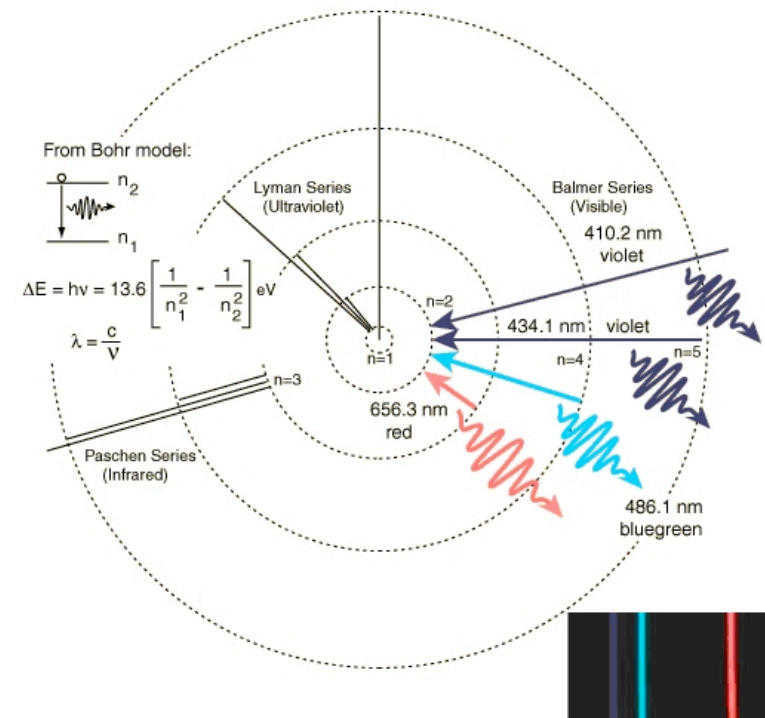 From Bohr model:
n₂
n₁
ΔE = hν = 13.6 [ 1/n₁² - 1/n₂² ] eV
λ = c/ν
Lyman Series
(Ultraviolet)
Balmer Series
(Visible)
410.2 nm
violet
n=2
434.1 nm violet
n=1
n=4
n=5
n=3
656.3 nm
red
Paschen Series
(Infrared)
486.1 nm
bluegreen